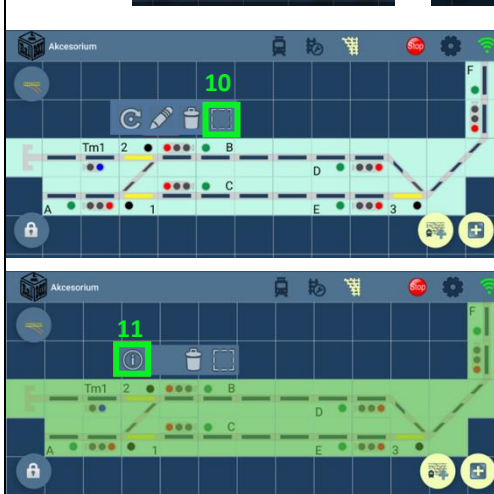 Akcesorium
Stop
F
10
Tm1 2 B
D
C
A 1 E 3
Akcesorium
Stop
F
11
Tm1 2 B
D
C
A 1 E 3